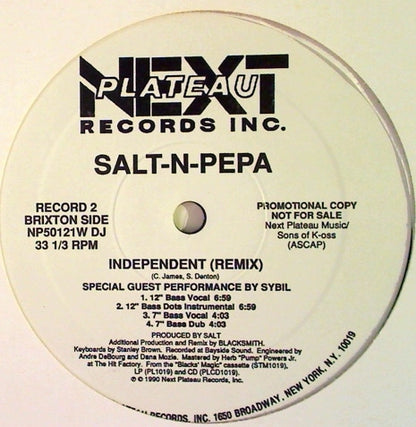 NEXT
PLATEAU
RECORDS INC.
SALT-N-PEPA
RECORD 2
BRIXTON SIDE
NP50121W DJ
33 1/3 RPM
PROMOTIONAL COPY
NOT FOR SALE
Next Plateau Music/
Sons of K-oss
(ASCAP)
INDEPENDENT (REMIX)
(C. James, S. Denton)
SPECIAL GUEST PERFORMANCE BY SYBIL
1. 12" Bass Vocal 6:59
2. 12" Bass Dots Instrumental 6:59
3. 7" Bass Vocal 4:03
4. 7" Bass Dub 4:03
PRODUCED BY SALT
Additional Production and Remix by BLACKSMITH.
Keyboards by Stanley Brown. Recorded at Bayside Sound. Engineered by
Andre DeBourg and Dana Mozie. Mastered by Herb "Pump" Powers Jr.
at The Hit Factory. From the "Blacks' Magic" cassette (STM1019),
LP (PL1019) and CD (PLCD1019).
℗ © 1990 Next Plateau Records, Inc.
RECORDS, INC. 1650 BROADWAY, NEW YORK, N.Y. 10019